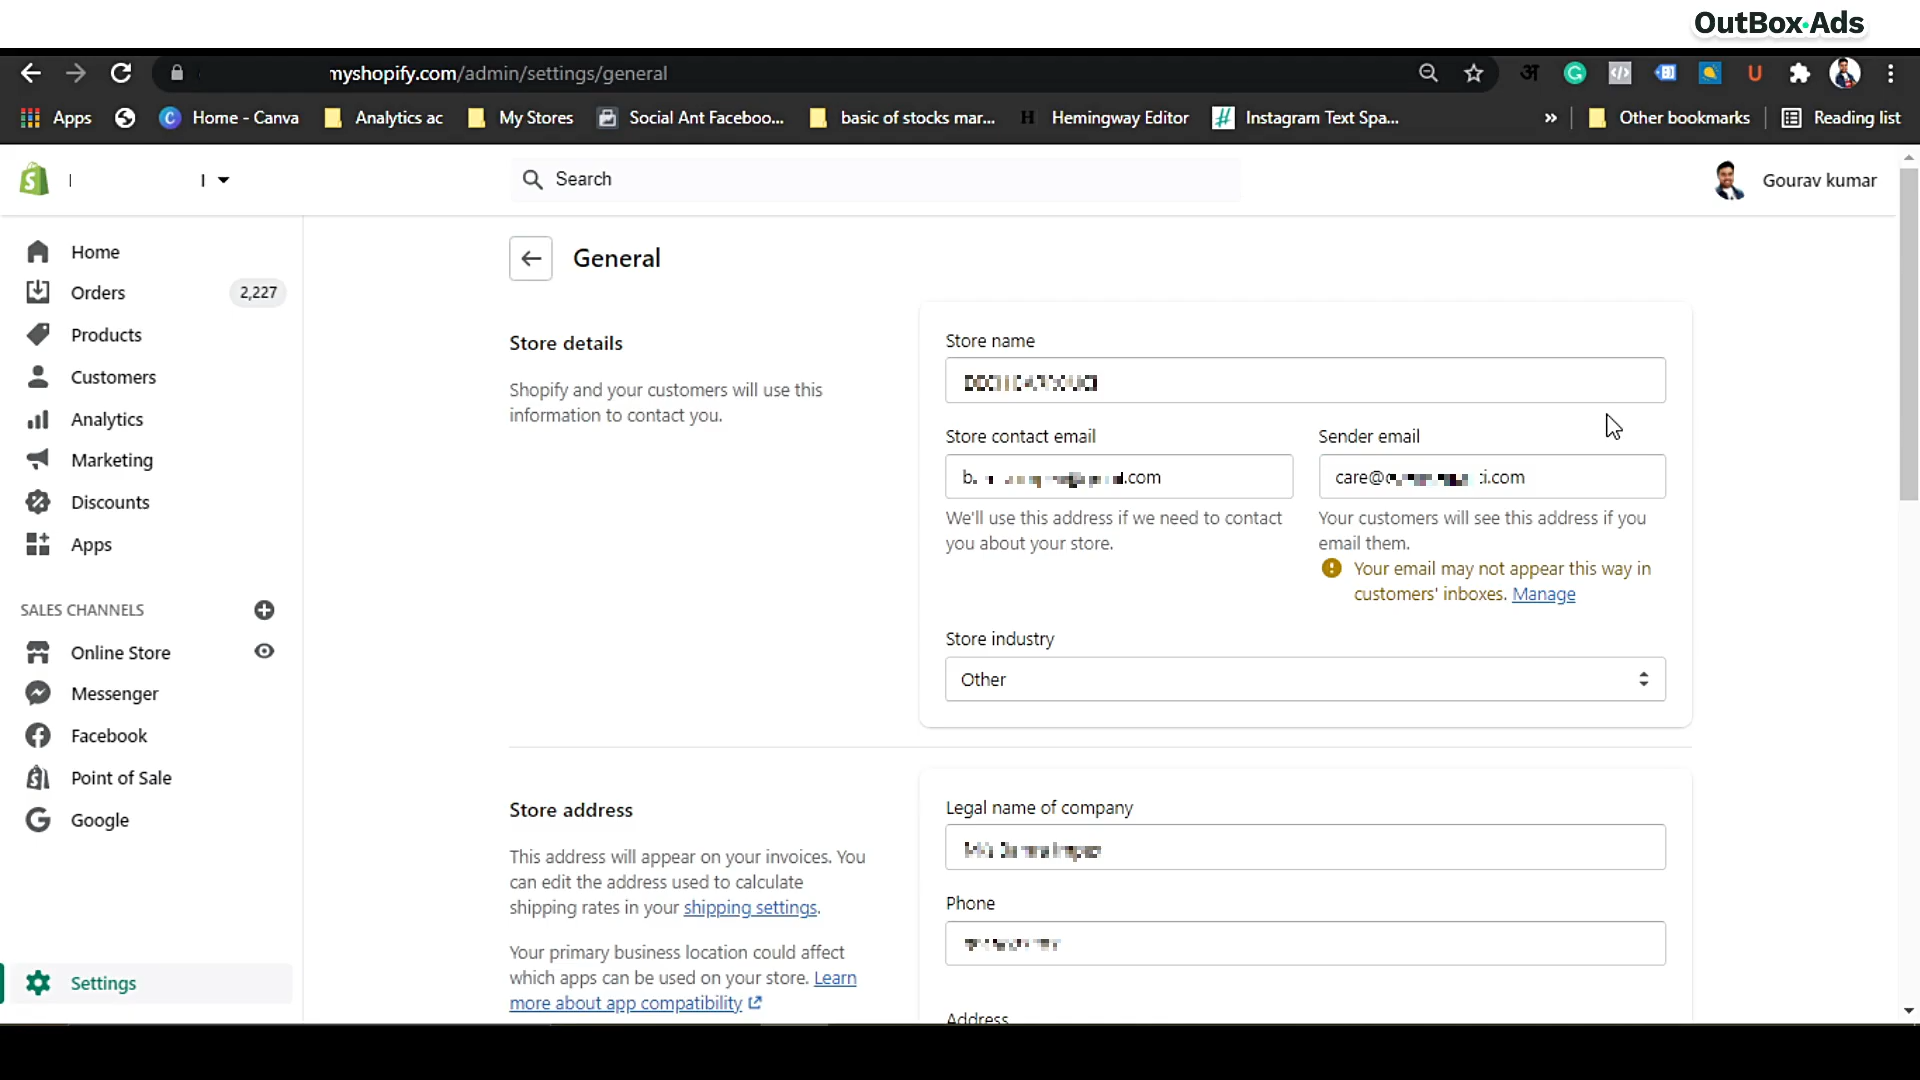 OutBox Ads
myshopify.com/admin/settings/general
Apps
Home - Canva
Analytics ac
My Stores
Social Ant Faceboo...
basic of stocks mar...
Hemingway Editor
Instagram Text Spa...
»
Other bookmarks
Reading list
Search
Gourav kumar
Home
Orders
2,227
Products
Customers
Analytics
Marketing
Discounts
Apps
SALES CHANNELS
Online Store
Messenger
Facebook
Point of Sale
Google
Settings
General
Store details
Shopify and your customers will use this
information to contact you.
Store name
Store contact email
.com
We'll use this address if we need to contact
you about your store.
Sender email
care@
.com
Your customers will see this address if you
email them.
Your email may not appear this way in
customers' inboxes. Manage
Store industry
Other
Store address
This address will appear on your invoices. You
can edit the address used to calculate
shipping rates in your shipping settings.
Your primary business location could affect
which apps can be used on your store. Learn
more about app compatibility
Legal name of company
Phone
Address